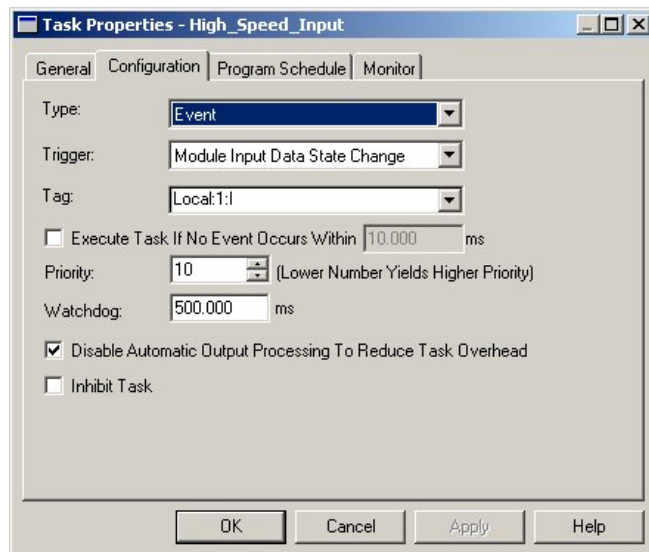 Task Properties - High_Speed_Input
General Configuration Program Schedule Monitor
Type: Event
Trigger: Module Input Data State Change
Tag: Local:1:I
Execute Task If No Event Occurs Within 10.000 ms
Priority: 10 (Lower Number Yields Higher Priority)
Watchdog: 500.000 ms
Disable Automatic Output Processing To Reduce Task Overhead
Inhibit Task
OK Cancel Apply Help